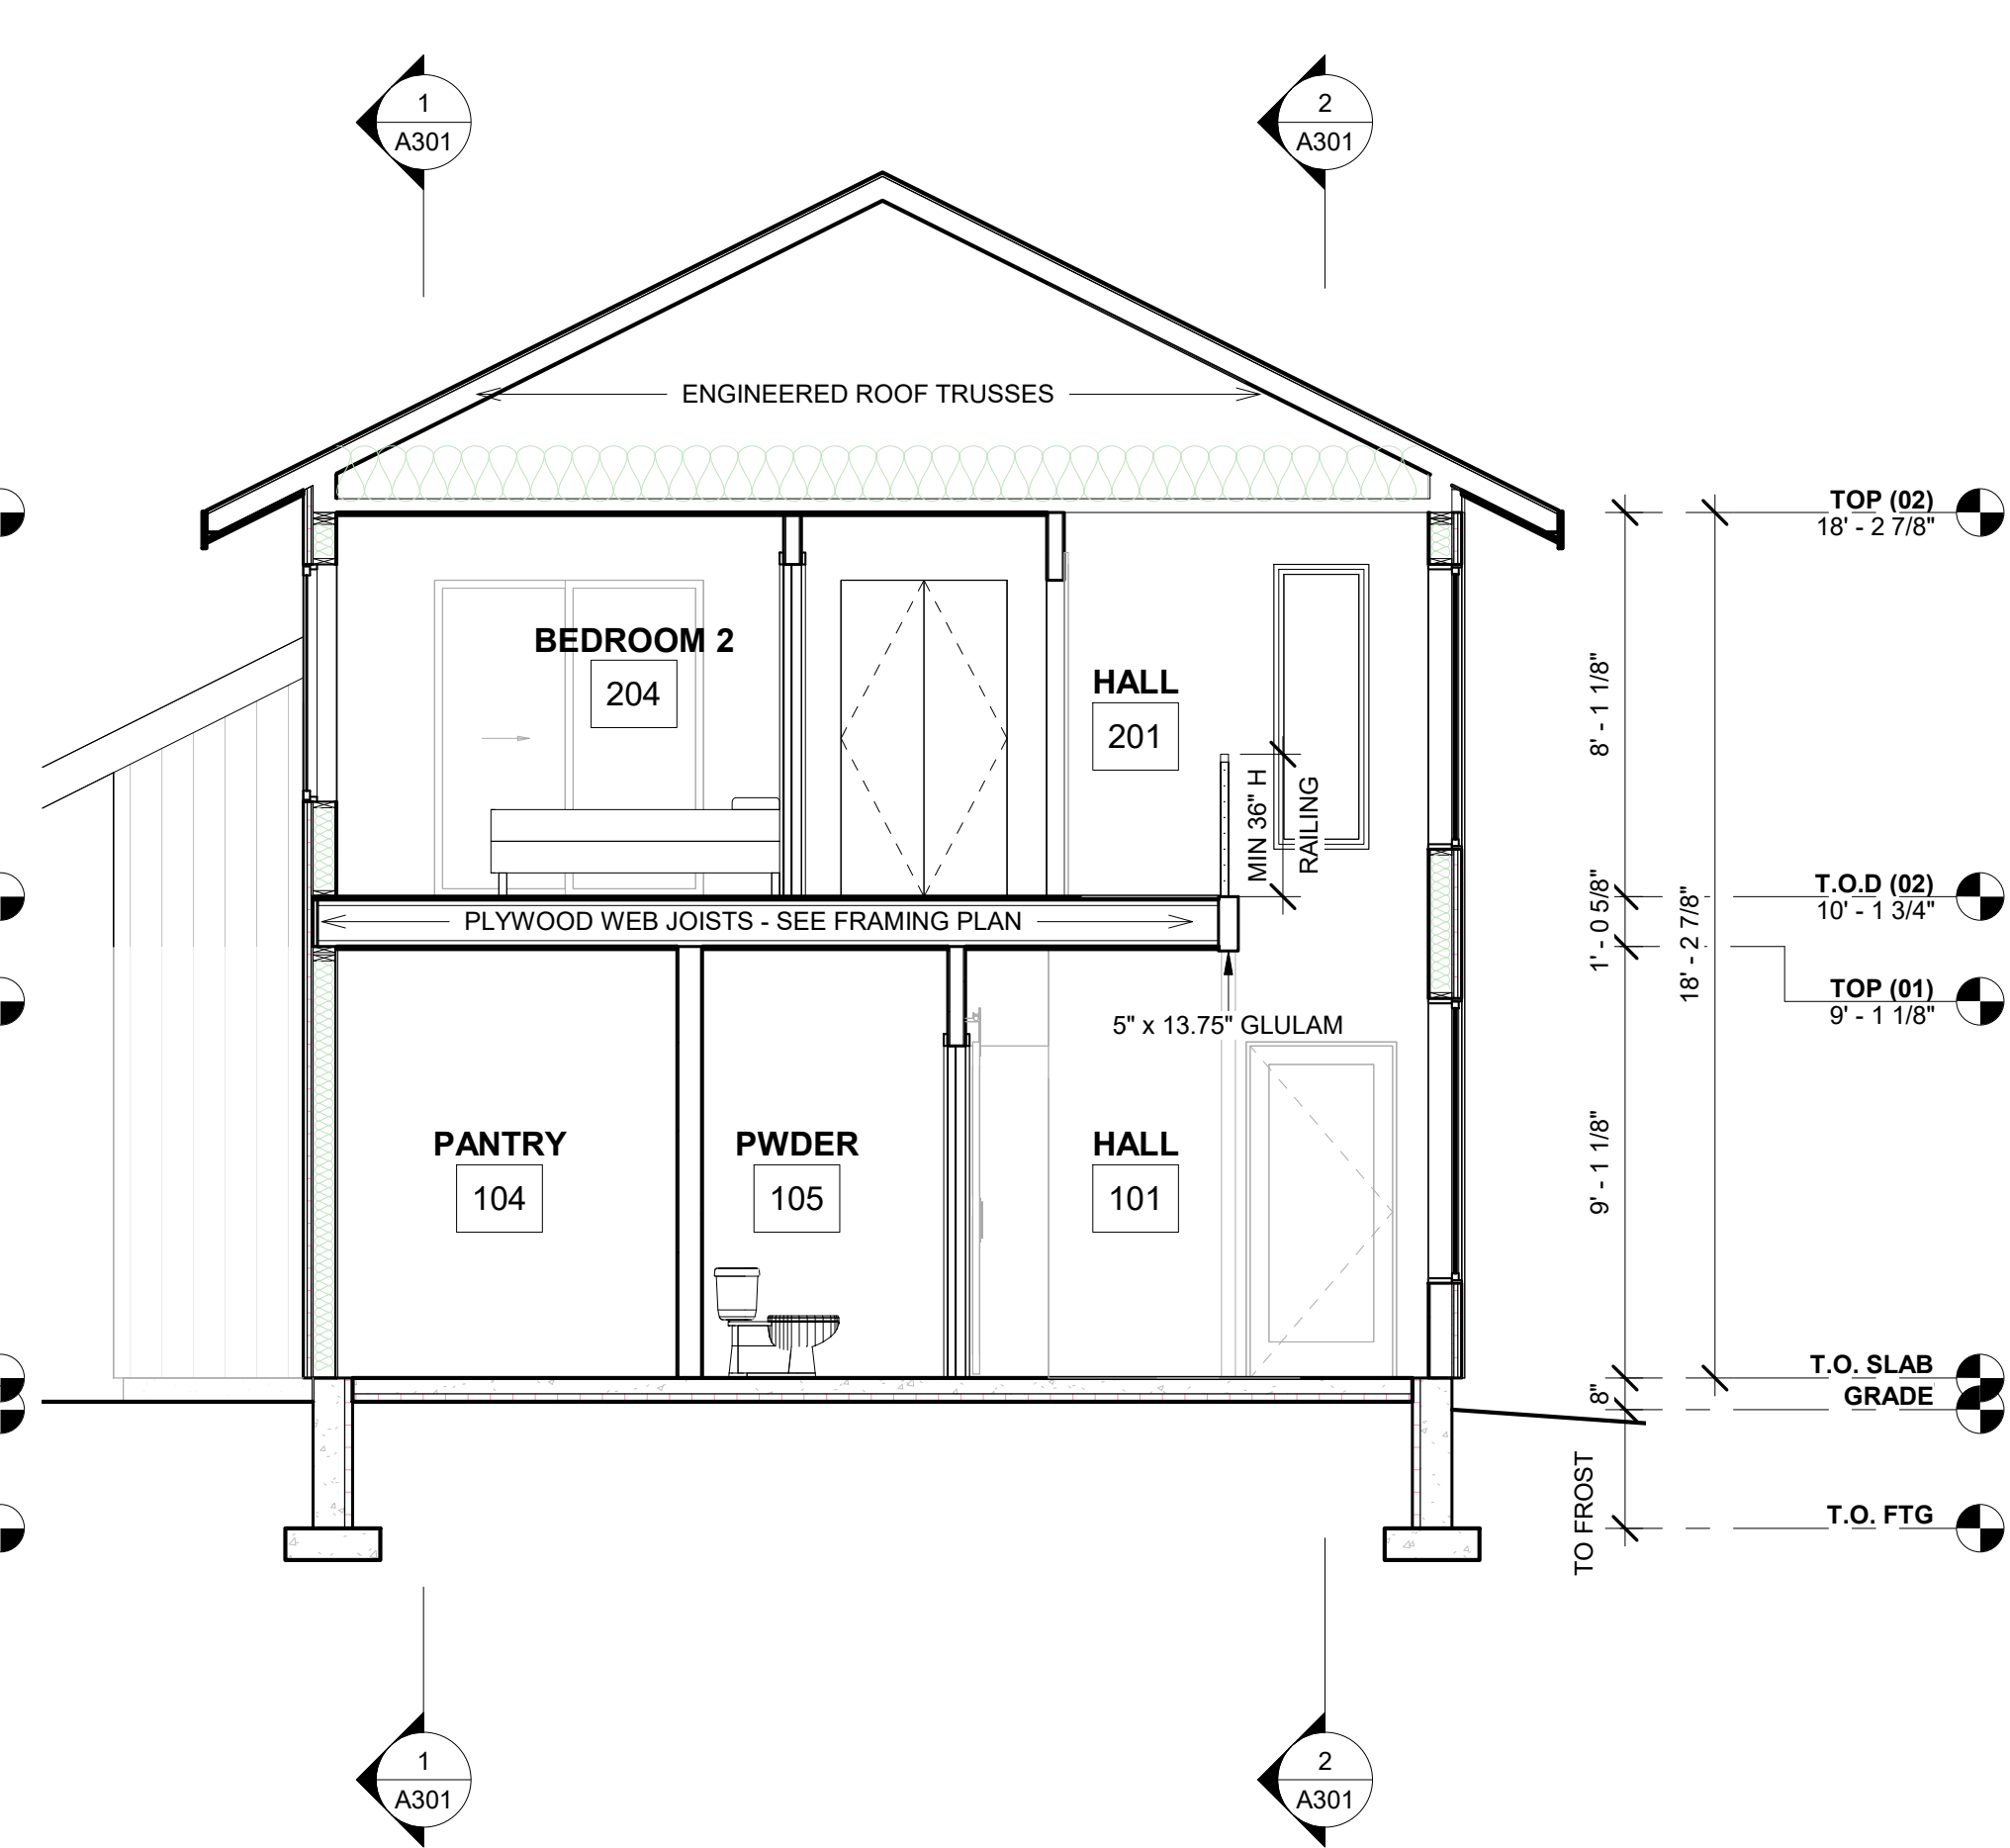 1
A301
2
A301
ENGINEERED ROOF TRUSSES
TOP (02)
18' - 2 7/8"
BEDROOM 2
204
HALL
201
8' - 1 1/8"
MIN 36" H
RAILING
T.O.D (02)
10' - 1 3/4"
PLYWOOD WEB JOISTS - SEE FRAMING PLAN
1' - 0 5/8"
18' - 2 7/8"
TOP (01)
9' - 1 1/8"
5" x 13.75" GLULAM
PANTRY
104
PWDER
105
HALL
101
9' - 1 1/8"
T.O. SLAB
GRADE
8"
TO FROST
T.O. FTG
1
A301
2
A301